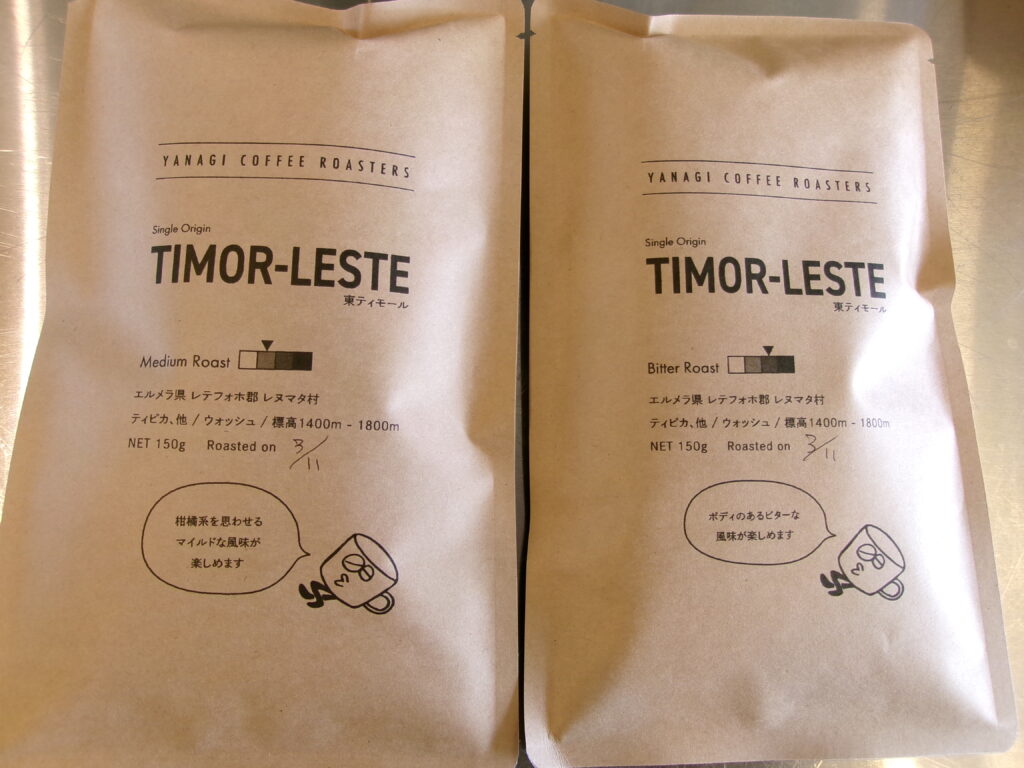 YANAGI COFFEE ROASTERS
Single Origin
TIMOR-LESTE
東ティモール
Medium Roast
エルメラ県 レテフォホ郡 レヌマタ村
ティピカ、他 / ウォッシュ / 標高1400m - 1800m
NET 150g Roasted on 3/11
柑橘系を思わせる
マイルドな風味が
楽しめます
YANAGI COFFEE ROASTERS
Single Origin
TIMOR-LESTE
東ティモール
Bitter Roast
エルメラ県 レテフォホ郡 レヌマタ村
ティピカ、他 / ウォッシュ / 標高1400m - 1800m
NET 150g Roasted on 3/11
ボディのあるビターな
風味が楽しめます